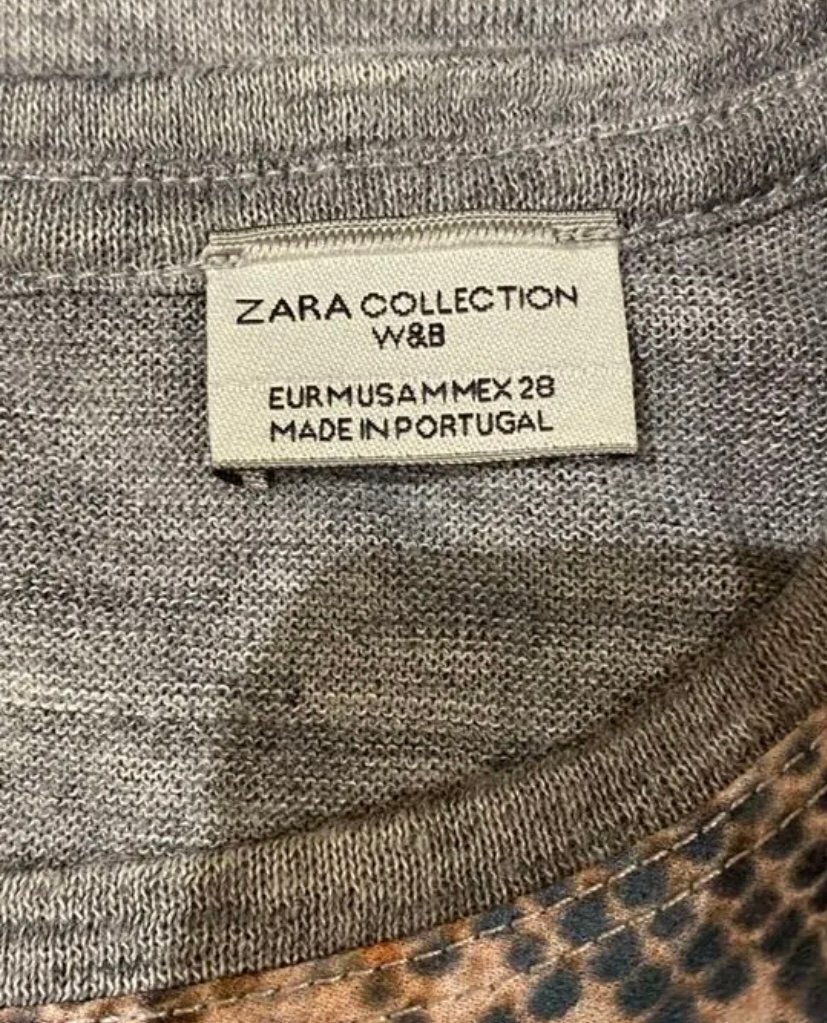 ZARA COLLECTION
W&B
EUR M USA M MEX 28
MADE IN PORTUGAL